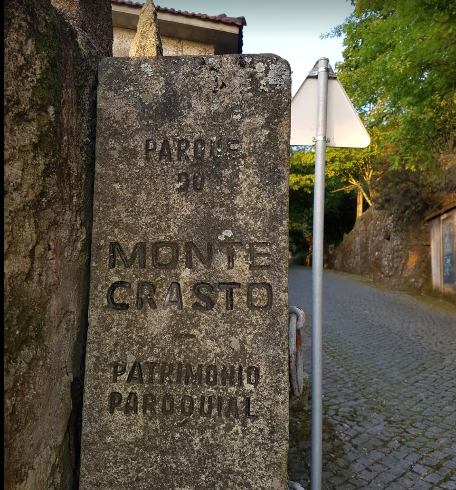 PARQUE
DO
MONTE
CRASTO
PATRIMONIO
PAROQUIAL